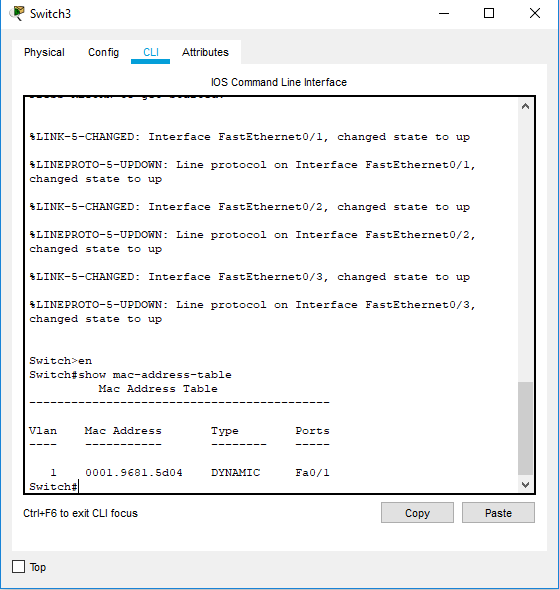 Switch3
Physical Config CLI Attributes
IOS Command Line Interface
%LINK-5-CHANGED: Interface FastEthernet0/1, changed state to up
%LINEPROTO-5-UPDOWN: Line protocol on Interface FastEthernet0/1,
changed state to up
%LINK-5-CHANGED: Interface FastEthernet0/2, changed state to up
%LINEPROTO-5-UPDOWN: Line protocol on Interface FastEthernet0/2,
changed state to up
%LINK-5-CHANGED: Interface FastEthernet0/3, changed state to up
%LINEPROTO-5-UPDOWN: Line protocol on Interface FastEthernet0/3,
changed state to up
Switch>en
Switch#show mac-address-table
Mac Address Table
-------------------------------------------
Vlan Mac Address Type Ports
---- ----------- -------- -----
1 0001.9681.5d04 DYNAMIC Fa0/1
Switch#
Ctrl+F6 to exit CLI focus
Copy Paste
Top